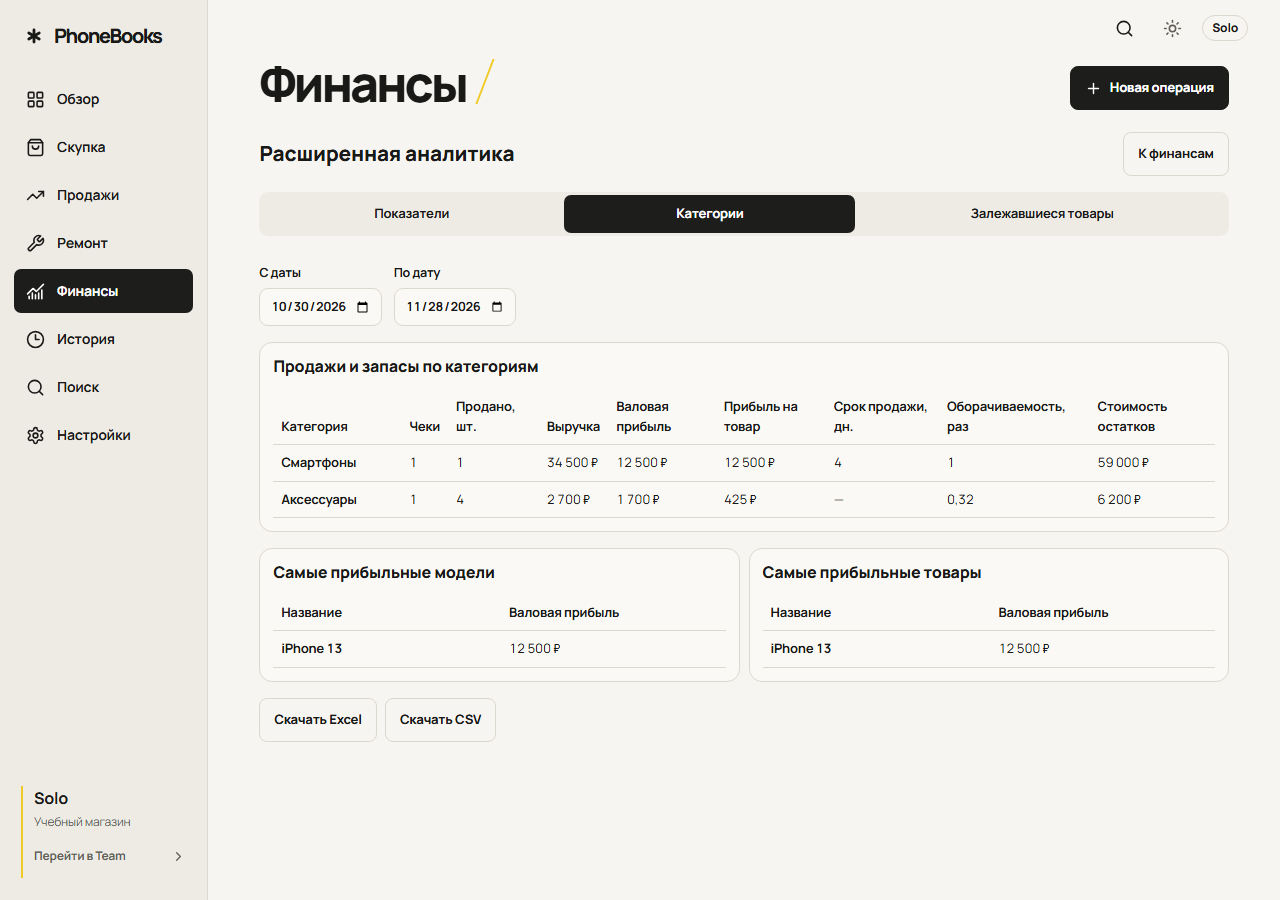 PhoneBooks
Обзор
Скупка
Продажи
Ремонт
Финансы
История
Поиск
Настройки
Solo
Учебный магазин
Перейти в Team
Solo
Финансы /
Новая операция
Расширенная аналитика
К финансам
Показатели Категории Залежавшиеся товары
С даты По дату
10/30/2026 11/28/2026
Продажи и запасы по категориям
Категория Чеки Продано, шт. Выручка Валовая прибыль Прибыль на товар Срок продажи, дн. Оборачиваемость, раз Стоимость остатков
Смартфоны 1 1 34 500 ₽ 12 500 ₽ 12 500 ₽ 4 1 59 000 ₽
Аксессуары 1 4 2 700 ₽ 1 700 ₽ 425 ₽ — 0,32 6 200 ₽
Самые прибыльные модели
Название Валовая прибыль
iPhone 13 12 500 ₽
Самые прибыльные товары
Название Валовая прибыль
iPhone 13 12 500 ₽
Скачать Excel Скачать CSV